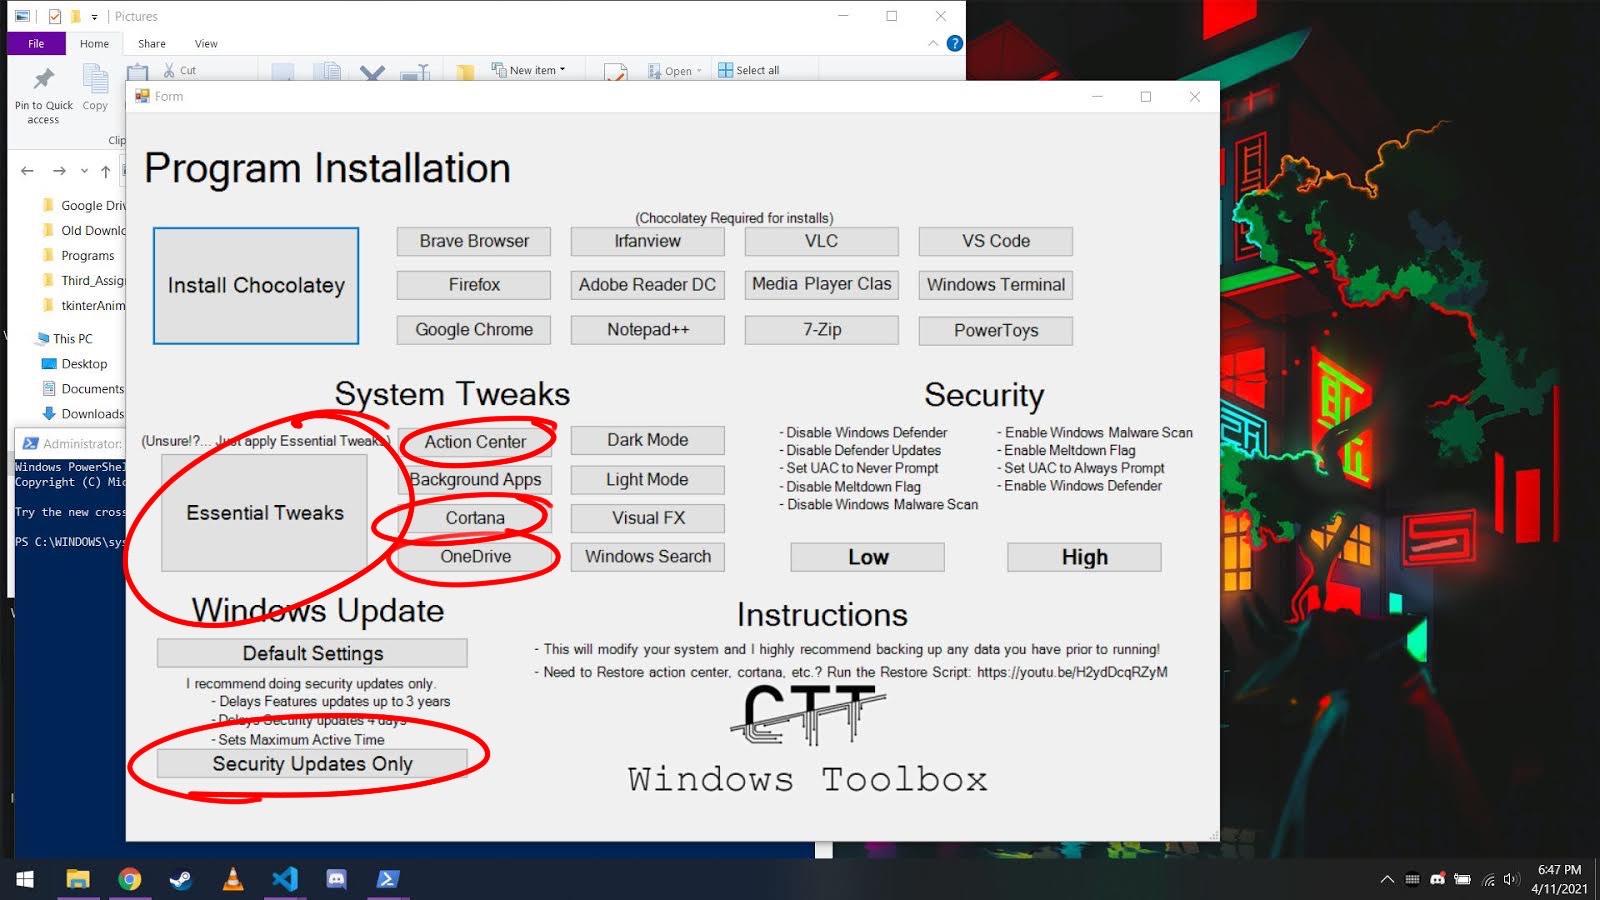 Pictures
File
Home
Share
View
Cut
New item
Open
Select all
Pin to Quick
access
Copy
Form
Program Installation
(Chocolatey Required for installs)
Install Chocolatey
Brave Browser
Irfanview
VLC
VS Code
Firefox
Adobe Reader DC
Media Player Clas
Windows Terminal
Google Chrome
Notepad++
7-Zip
PowerToys
Google Driv
Old Downlo
Programs
Third_Assig
tkinterAnim
This PC
Desktop
Documents
Downloads
System Tweaks
(Unsure!?... Just apply Essential Tweaks)
Essential Tweaks
Action Center
Dark Mode
Background Apps
Light Mode
Cortana
Visual FX
OneDrive
Windows Search
Security
- Disable Windows Defender
- Disable Defender Updates
- Set UAC to Never Prompt
- Disable Meltdown Flag
- Disable Windows Malware Scan
- Enable Windows Malware Scan
- Enable Meltdown Flag
- Set UAC to Always Prompt
- Enable Windows Defender
Low
High
Administrator:
Windows PowerShel
Copyright (C) Mic
Try the new cross
PS C:\WINDOWS\sys
Windows Update
Default Settings
I recommend doing security updates only.
- Delays Features updates up to 3 years
- Delays Security updates 4 days
- Sets Maximum Active Time
Security Updates Only
Instructions
- This will modify your system and I highly recommend backing up any data you have prior to running!
- Need to Restore action center, cortana, etc.? Run the Restore Script: https://youtu.be/H2ydDcqRZyM
CTT
Windows Toolbox
6:47 PM
4/11/2021